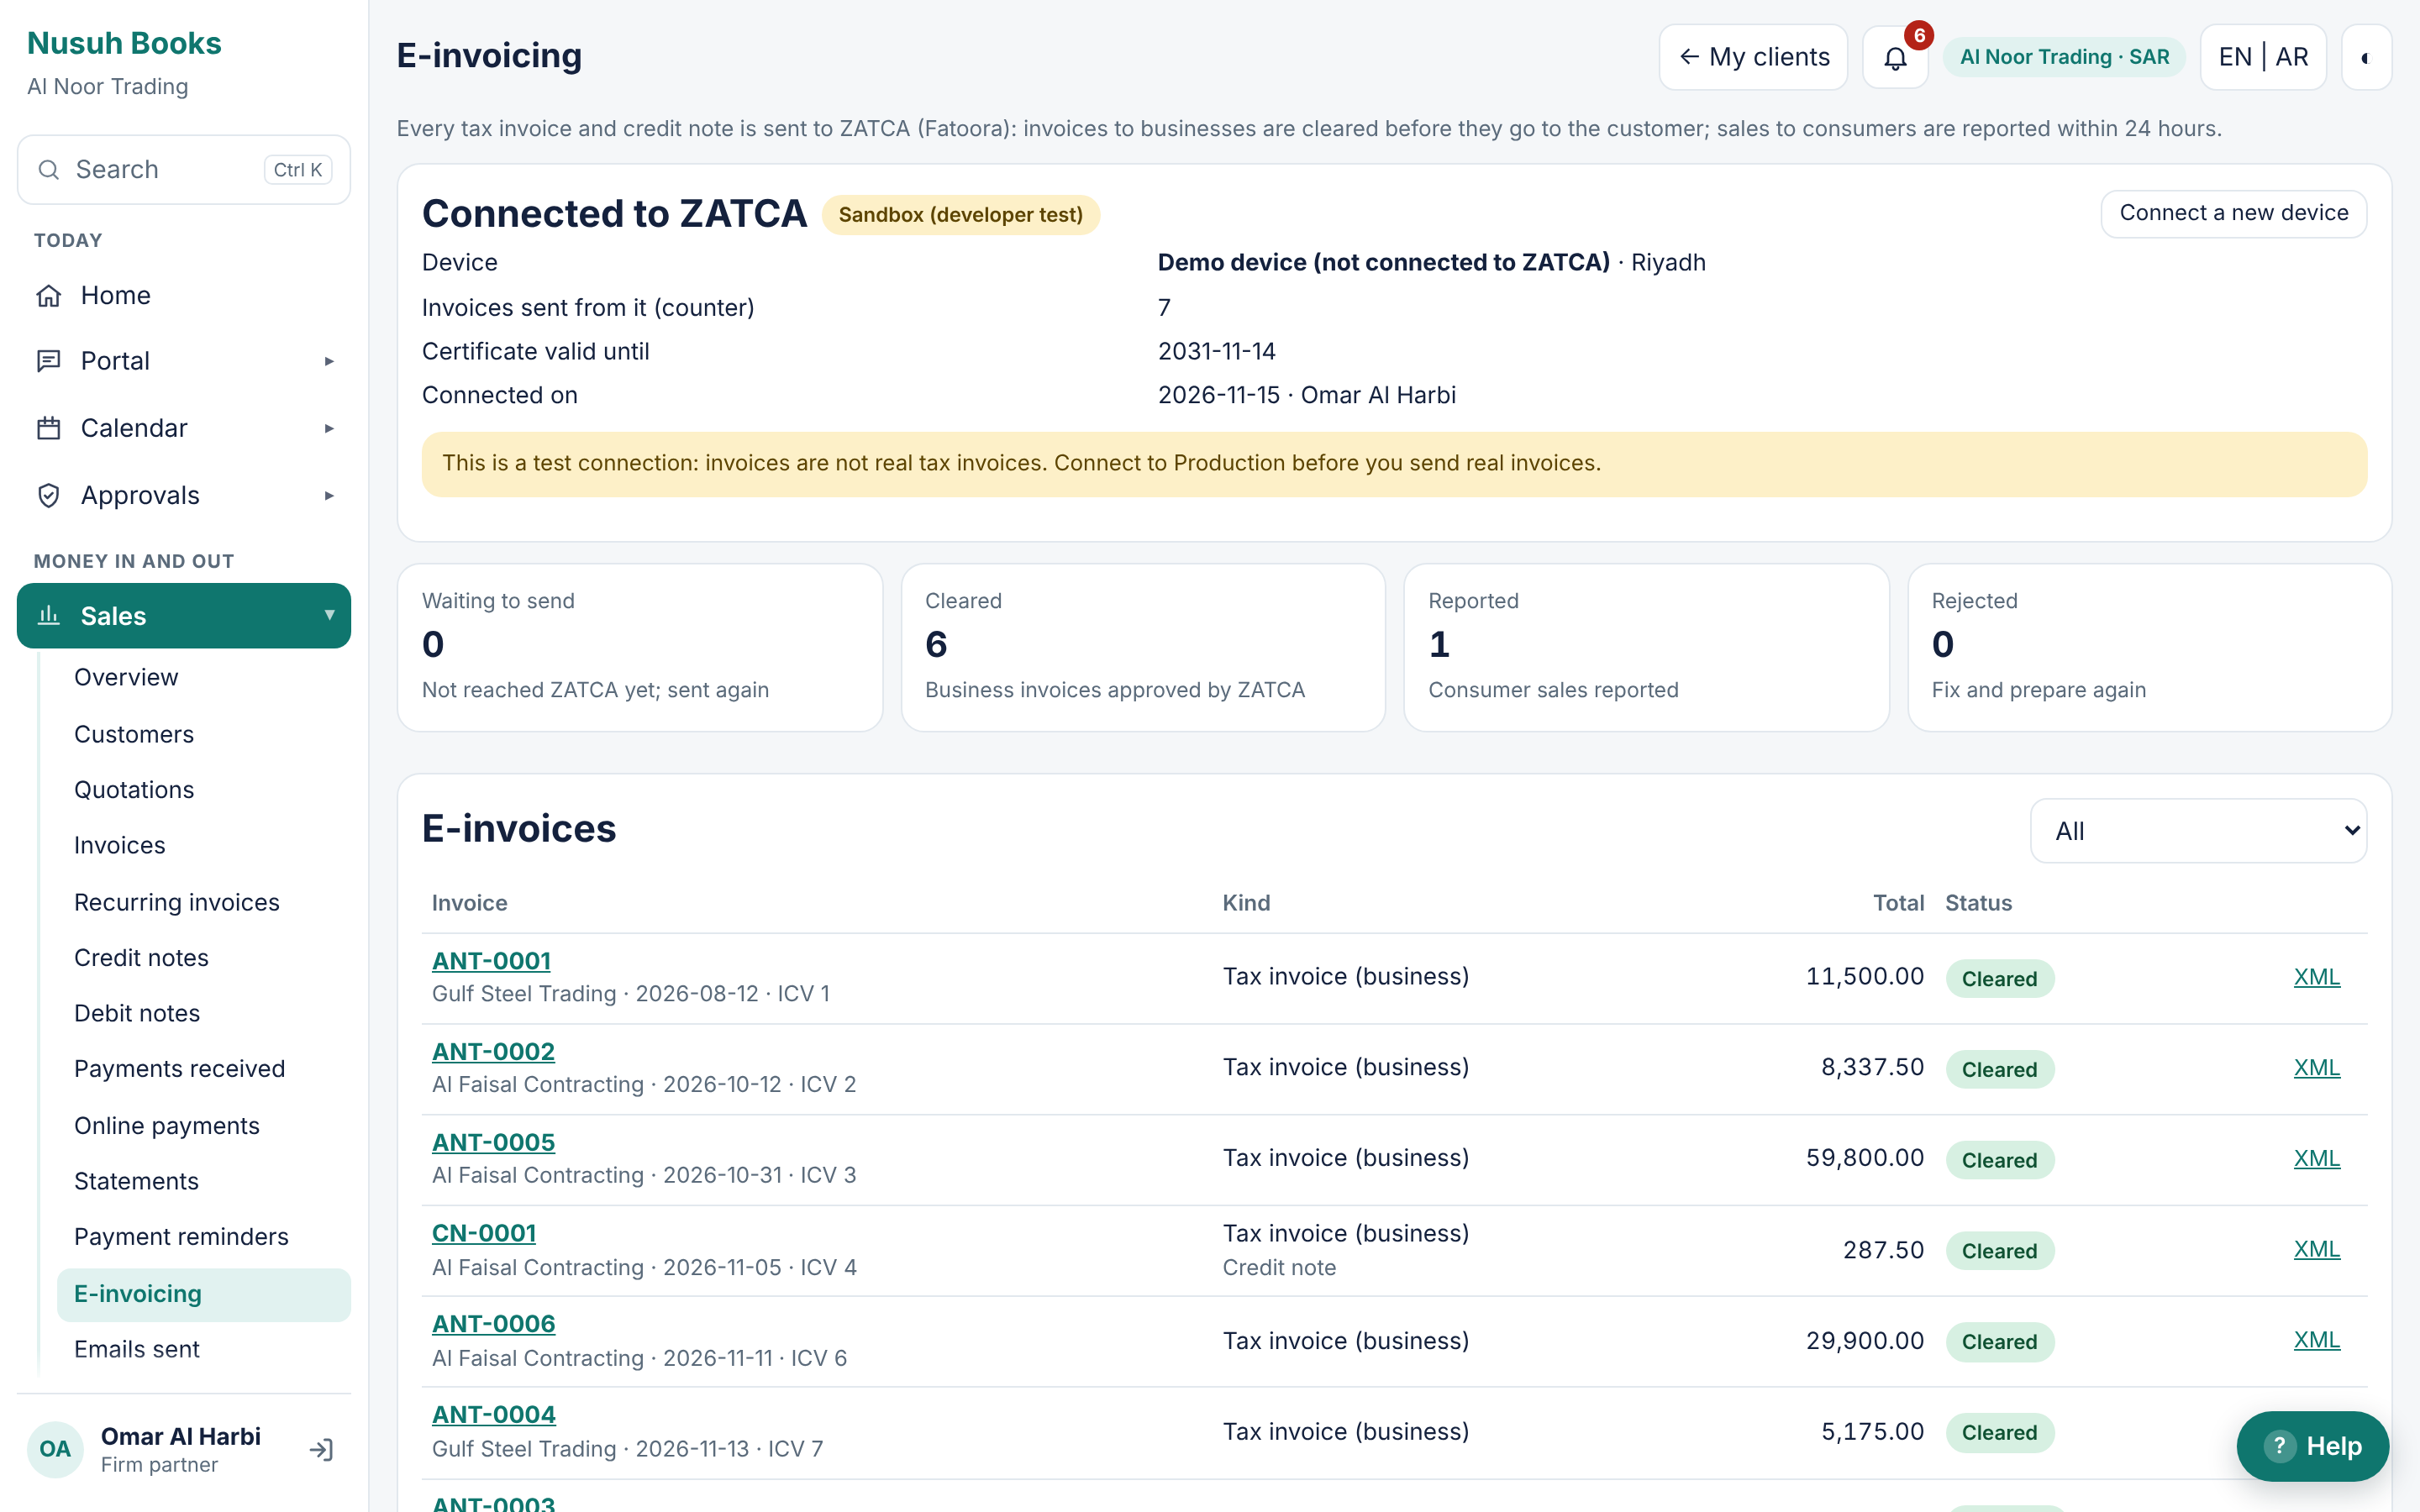 Nusuh Books
Al Noor Trading
Search
Ctrl K
TODAY
Home
Portal
Calendar
Approvals
MONEY IN AND OUT
Sales
Overview
Customers
Quotations
Invoices
Recurring invoices
Credit notes
Debit notes
Payments received
Online payments
Statements
Payment reminders
E-invoicing
Emails sent
OA
Omar Al Harbi
Firm partner
E-invoicing
← My clients
6
Al Noor Trading · SAR
EN | AR
Every tax invoice and credit note is sent to ZATCA (Fatoora): invoices to businesses are cleared before they go to the customer; sales to consumers are reported within 24 hours.
Connected to ZATCA Sandbox (developer test)
Connect a new device
Device Demo device (not connected to ZATCA) · Riyadh
Invoices sent from it (counter) 7
Certificate valid until 2031-11-14
Connected on 2026-11-15 · Omar Al Harbi
This is a test connection: invoices are not real tax invoices. Connect to Production before you send real invoices.
Waiting to send
0
Not reached ZATCA yet; sent again
Cleared
6
Business invoices approved by ZATCA
Reported
1
Consumer sales reported
Rejected
0
Fix and prepare again
E-invoices
All
Invoice Kind Total Status
ANT-0001
Gulf Steel Trading · 2026-08-12 · ICV 1
Tax invoice (business) 11,500.00 Cleared XML
ANT-0002
Al Faisal Contracting · 2026-10-12 · ICV 2
Tax invoice (business) 8,337.50 Cleared XML
ANT-0005
Al Faisal Contracting · 2026-10-31 · ICV 3
Tax invoice (business) 59,800.00 Cleared XML
CN-0001
Al Faisal Contracting · 2026-11-05 · ICV 4
Tax invoice (business)
Credit note
287.50 Cleared XML
ANT-0006
Al Faisal Contracting · 2026-11-11 · ICV 6
Tax invoice (business) 29,900.00 Cleared XML
ANT-0004
Gulf Steel Trading · 2026-11-13 · ICV 7
Tax invoice (business) 5,175.00 Cleared
ANT-0003
? Help